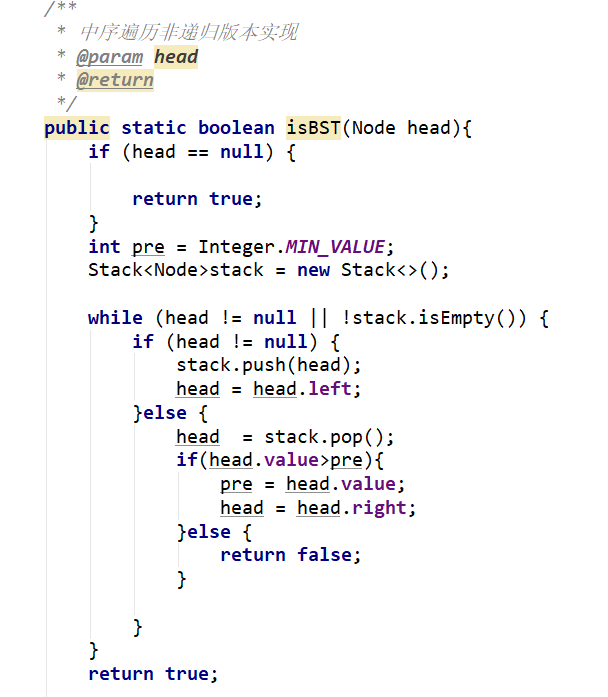 /**
 * 中序遍历非递归版本实现
 * @param head
 * @return
 */
public static boolean isBST(Node head){
    if (head == null) {
        return true;
    }
    int pre = Integer.MIN_VALUE;
    Stack<Node>stack = new Stack<>();
    while (head != null || !stack.isEmpty()) {
        if (head != null) {
            stack.push(head);
            head = head.left;
        }else {
            head  = stack.pop();
            if(head.value>pre){
                pre = head.value;
                head = head.right;
            }else {
                return false;
            }
        }
    }
    return true;